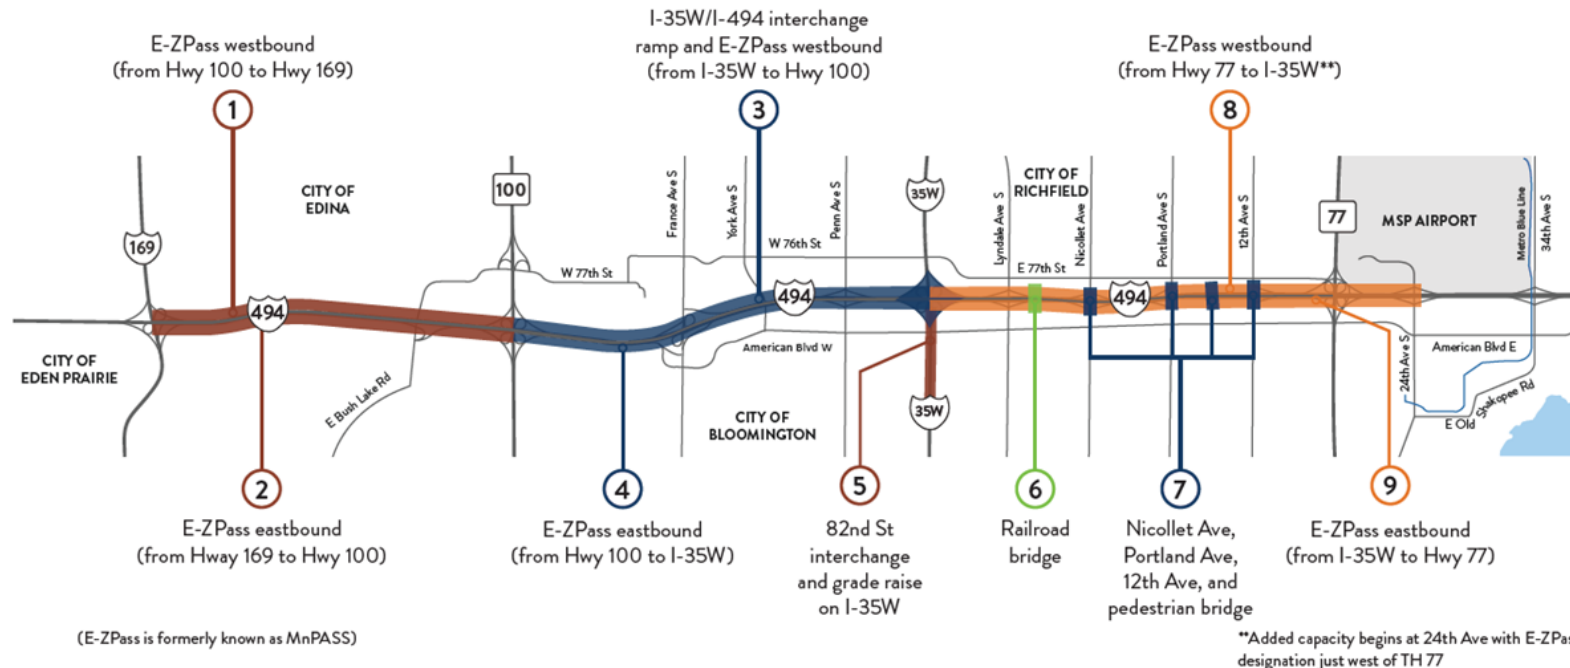 I-35W/I-494 interchange
ramp and E-ZPass westbound
(from I-35W to Hwy 100)
E-ZPass westbound
(from Hwy 100 to Hwy 169)
E-ZPass westbound
(from Hwy 77 to I-35W**)
1
3
8
CITY OF
EDINA
100
France Ave S
York Ave S
Penn Ave S
35W
Lyndale Ave S
CITY OF
RICHFIELD
Nicollet Ave
Portland Ave S
12th Ave S
77
MSP AIRPORT
Metro Blue Line
34th Ave S
169
W 76th St
W 77th St
E 77th St
494
494
494
CITY OF
EDEN PRAIRIE
E Bush Lake Rd
American Blvd W
24th Ave S
American Blvd E
E Old
Shakopee Rd
35W
CITY OF
BLOOMINGTON
2
4
5
6
7
9
E-ZPass eastbound
(from Hway 169 to Hwy 100)
E-ZPass eastbound
(from Hwy 100 to I-35W)
82nd St
interchange
and grade raise
on I-35W
Railroad
bridge
Nicollet Ave,
Portland Ave,
12th Ave, and
pedestrian bridge
E-ZPass eastbound
(from I-35W to Hwy 77)
(E-ZPass is formerly known as MnPASS)
**Added capacity begins at 24th Ave with E-ZPas
designation just west of TH 77